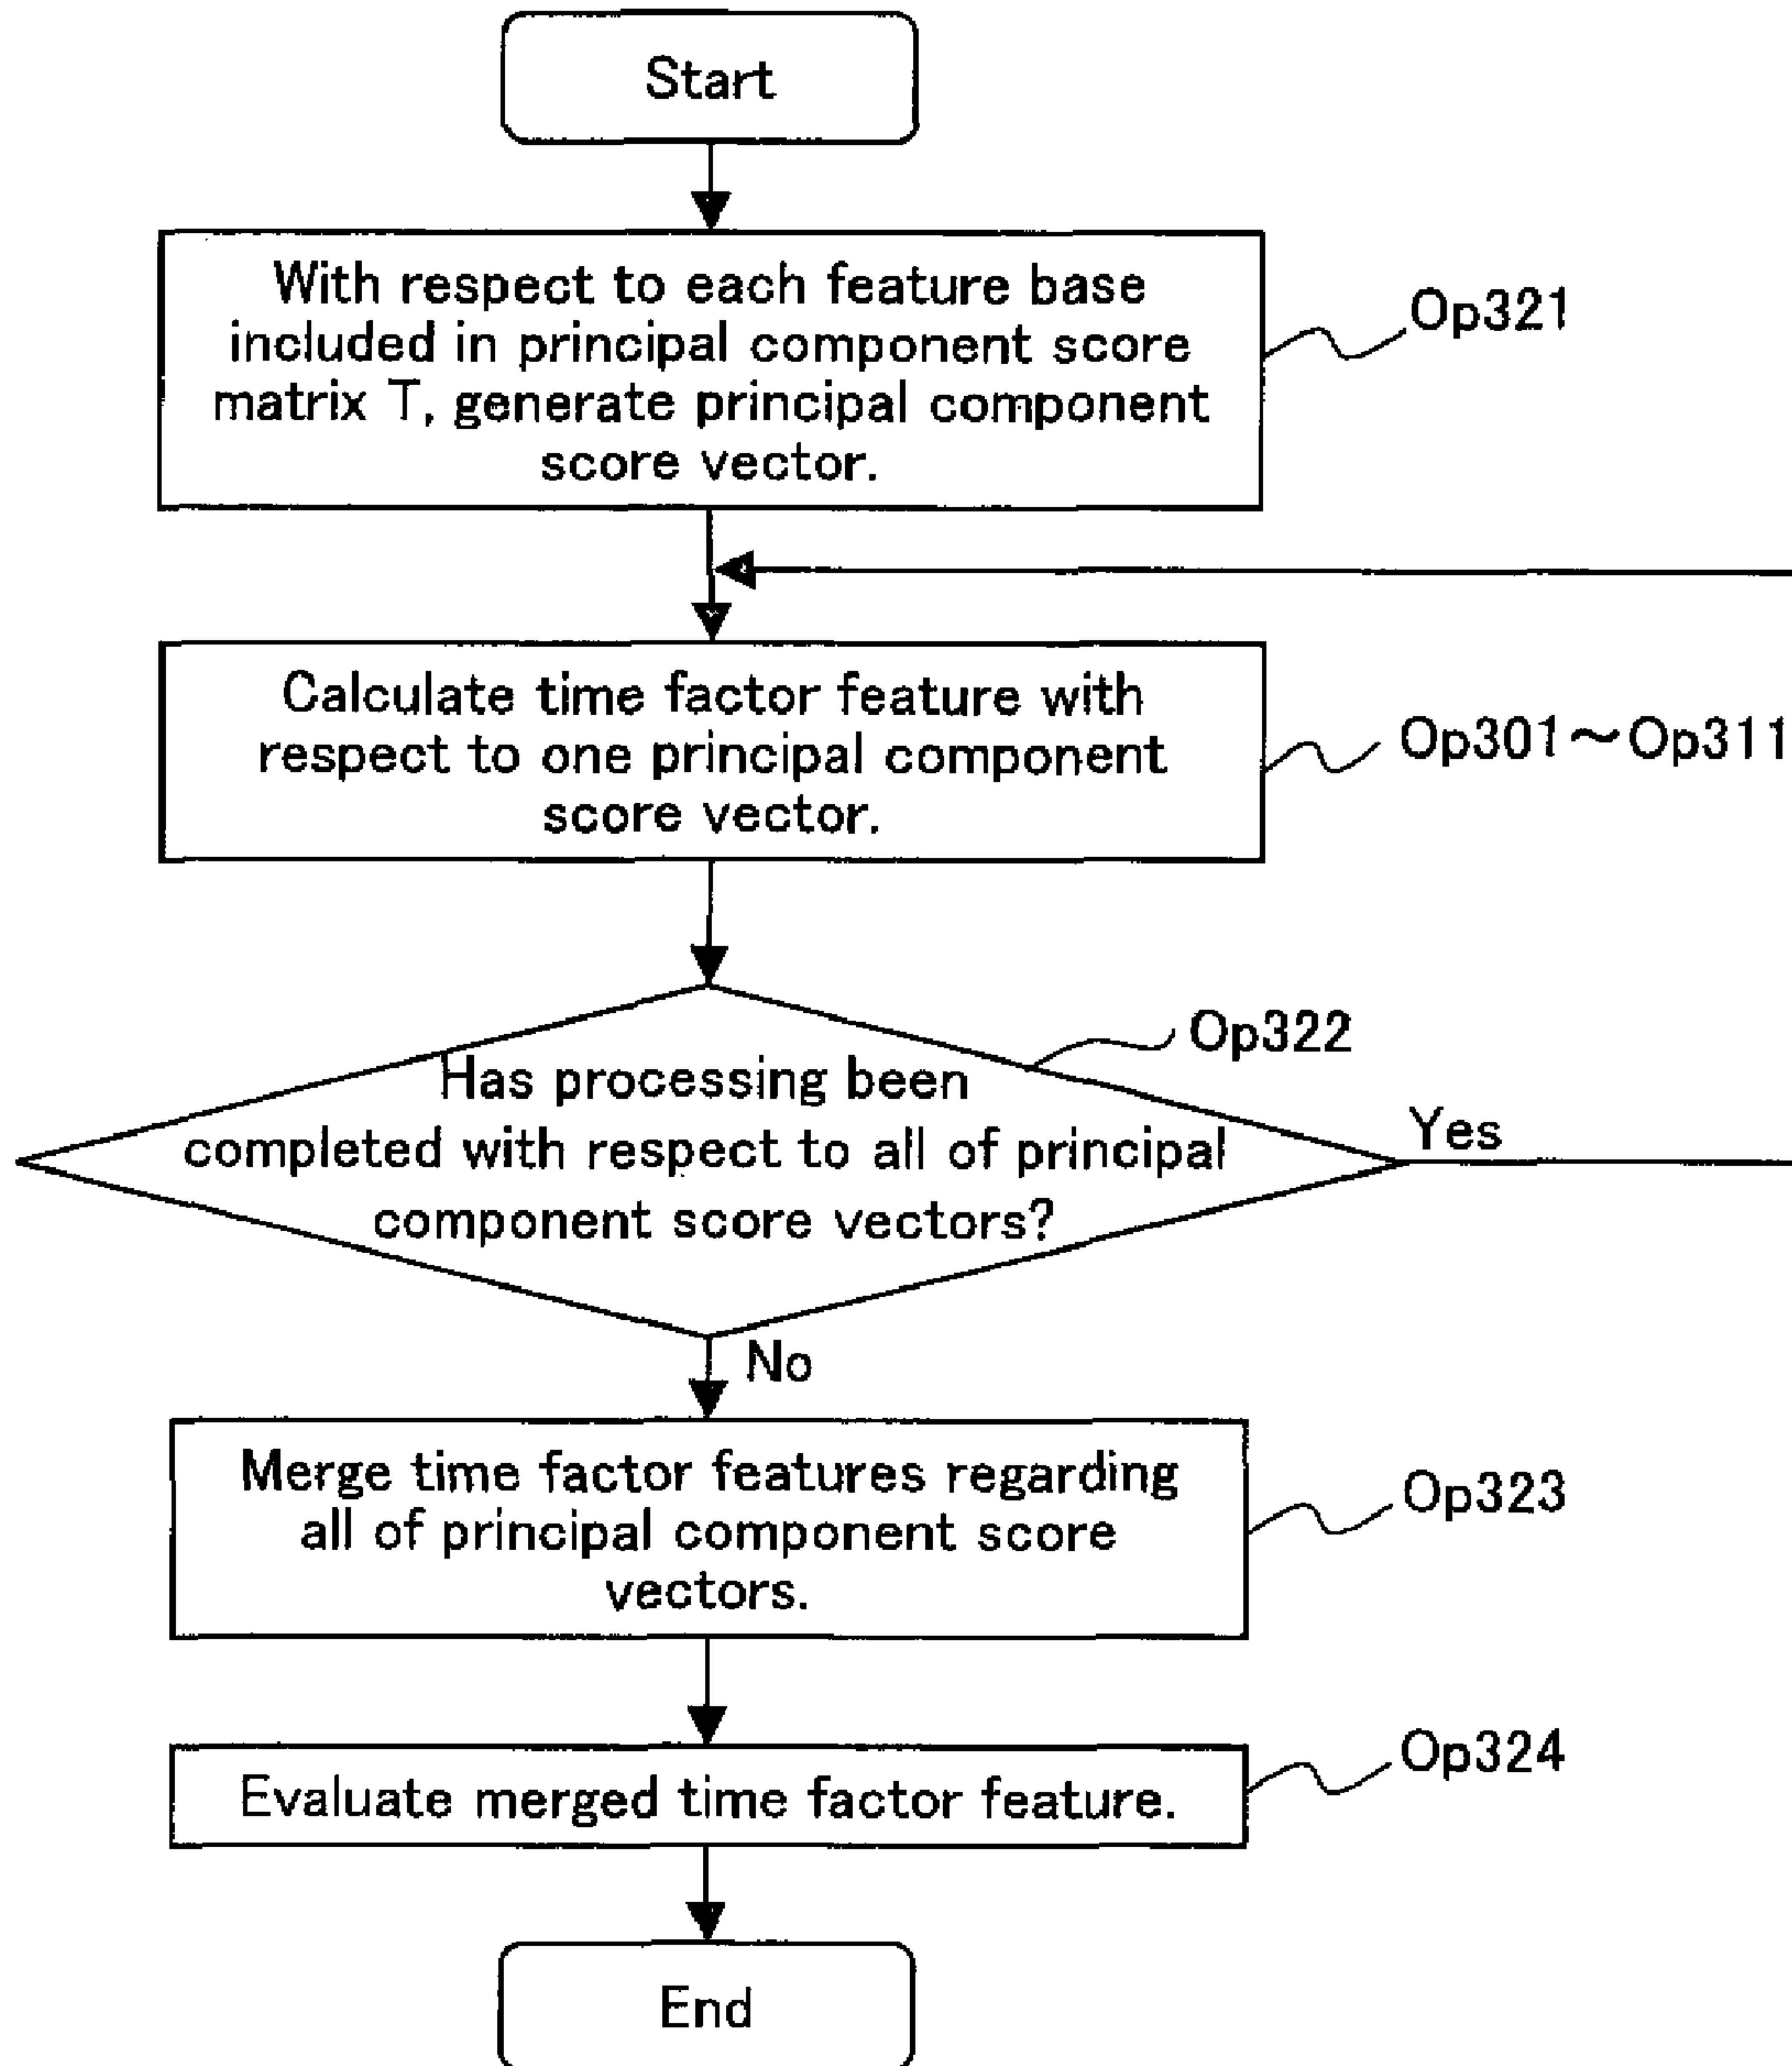 Start
With respect to each feature base
included in principal component score
matrix T, generate principal component
score vector.
Op321
Calculate time factor feature with
respect to one principal component
score vector.
Op301～Op311
Op322
Has processing been
completed with respect to all of principal
component score vectors?
Yes
No
Merge time factor features regarding
all of principal component score
vectors.
Op323
Op324
Evaluate merged time factor feature.
End